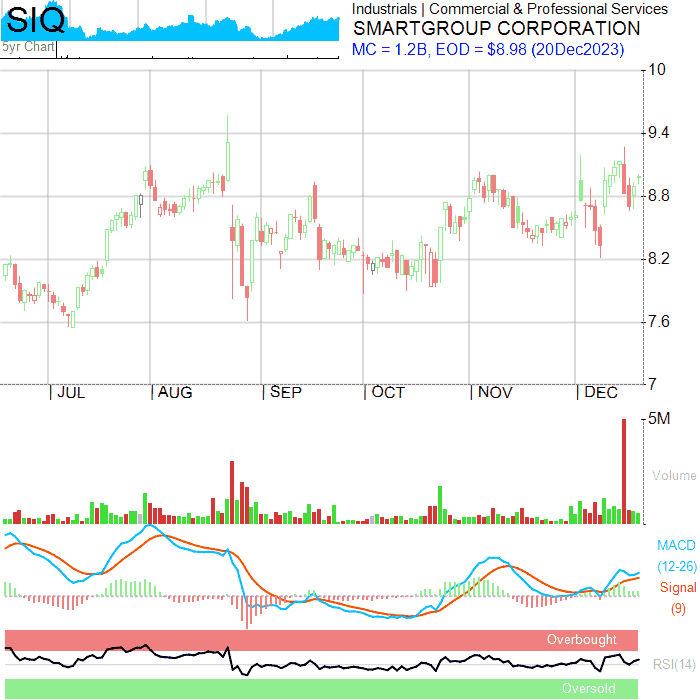 SIQ
5yr Chart
Industrials | Commercial & Professional Services
SMARTGROUP CORPORATION
MC = 1.2B, EOD = $8.98 (20Dec2023)
10
9.4
8.8
8.2
7.6
7
| JUL | AUG | SEP | OCT | NOV | DEC
5M
Volume
MACD
(12-26)
Signal
(9)
Overbought
RSI(14)
Oversold